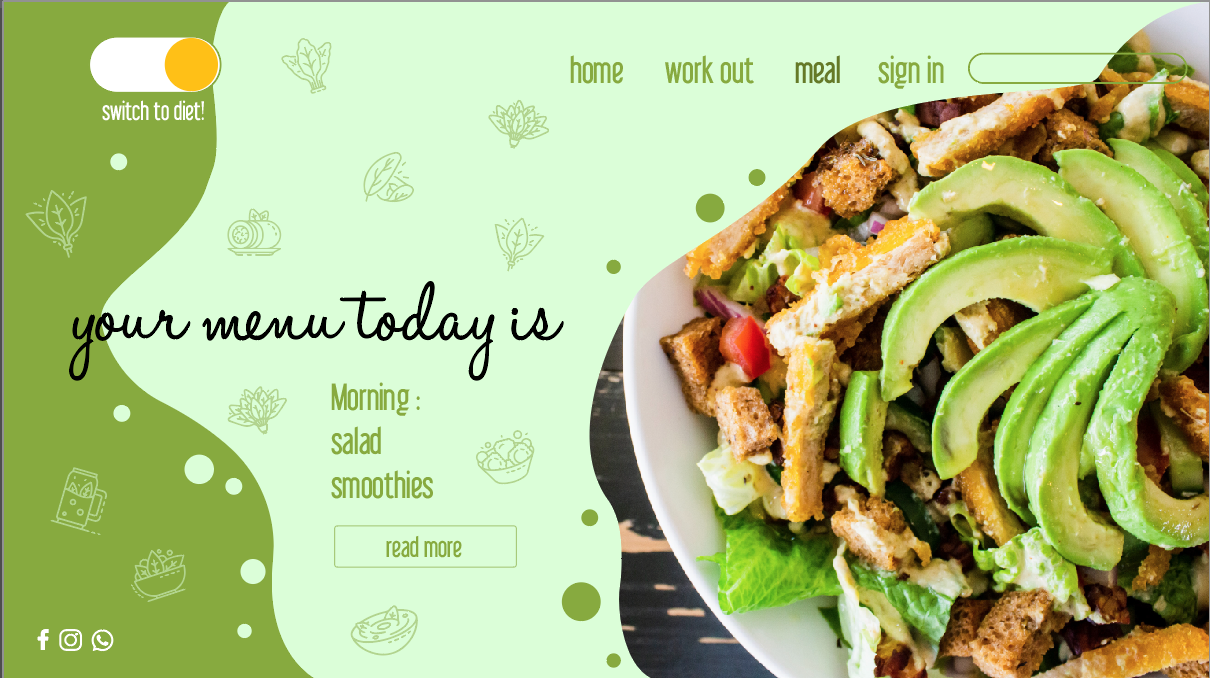 home work out meal sign in
switch to diet!
your menu today is
Morning :
salad
smoothies
read more